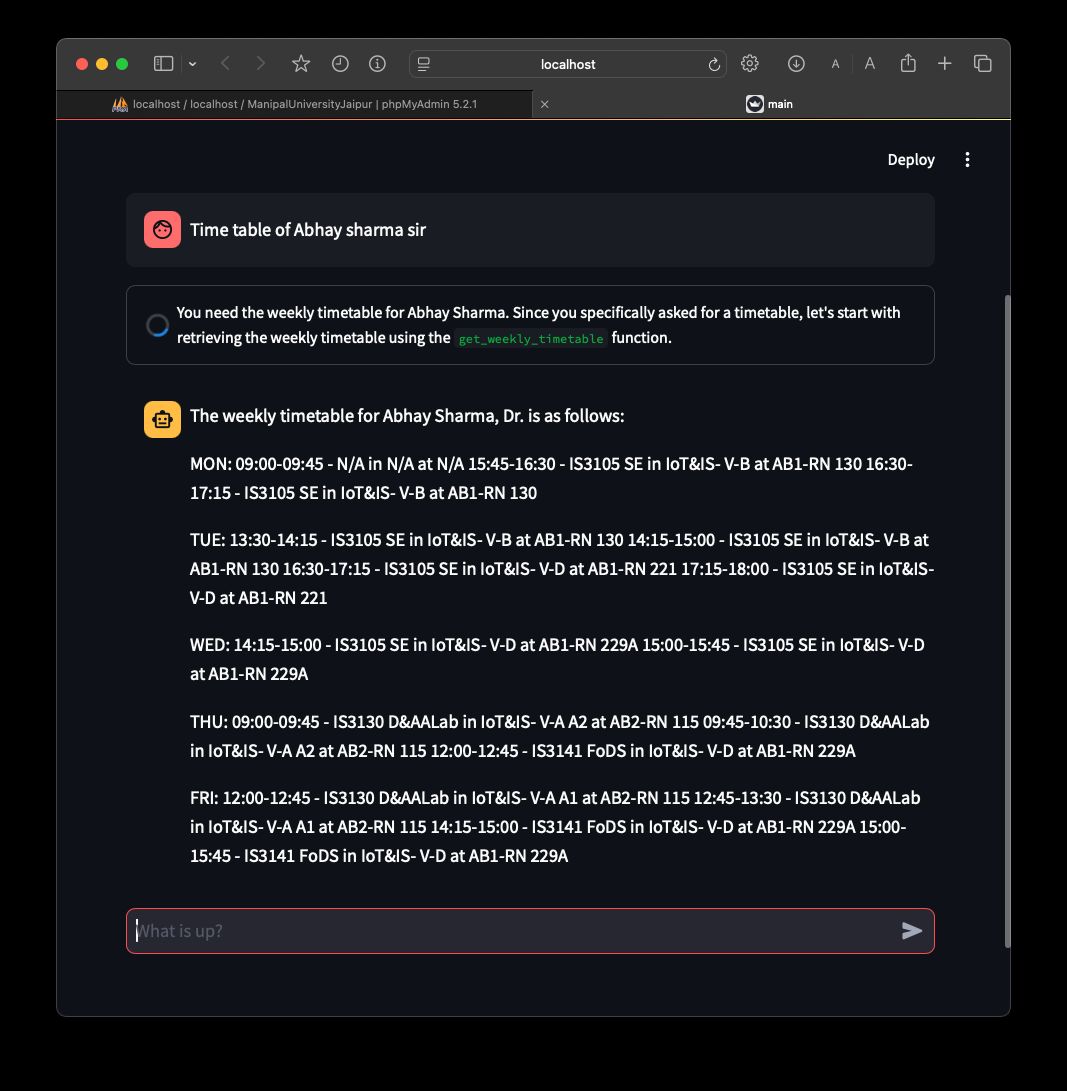 localhost
A
A
localhost / localhost / ManipalUniversityJaipur | phpMyAdmin 5.2.1
main
Deploy
Time table of Abhay sharma sir
You need the weekly timetable for Abhay Sharma. Since you specifically asked for a timetable, let's start with
retrieving the weekly timetable using the get_weekly_timetable function.
The weekly timetable for Abhay Sharma, Dr. is as follows:
MON: 09:00-09:45 - N/A in N/A at N/A 15:45-16:30 - IS3105 SE in IoT&IS- V-B at AB1-RN 130 16:30-
17:15 - IS3105 SE in IoT&IS- V-B at AB1-RN 130
TUE: 13:30-14:15 - IS3105 SE in IoT&IS- V-B at AB1-RN 130 14:15-15:00 - IS3105 SE in IoT&IS- V-B at
AB1-RN 130 16:30-17:15 - IS3105 SE in IoT&IS- V-D at AB1-RN 221 17:15-18:00 - IS3105 SE in IoT&IS-
V-D at AB1-RN 221
WED: 14:15-15:00 - IS3105 SE in IoT&IS- V-D at AB1-RN 229A 15:00-15:45 - IS3105 SE in IoT&IS- V-D
at AB1-RN 229A
THU: 09:00-09:45 - IS3130 D&AALab in IoT&IS- V-A A2 at AB2-RN 115 09:45-10:30 - IS3130 D&AALab
in IoT&IS- V-A A2 at AB2-RN 115 12:00-12:45 - IS3141 FoDS in IoT&IS- V-D at AB1-RN 229A
FRI: 12:00-12:45 - IS3130 D&AALab in IoT&IS- V-A A1 at AB2-RN 115 12:45-13:30 - IS3130 D&AALab
in IoT&IS- V-A A1 at AB2-RN 115 14:15-15:00 - IS3141 FoDS in IoT&IS- V-D at AB1-RN 229A 15:00-
15:45 - IS3141 FoDS in IoT&IS- V-D at AB1-RN 229A
What is up?